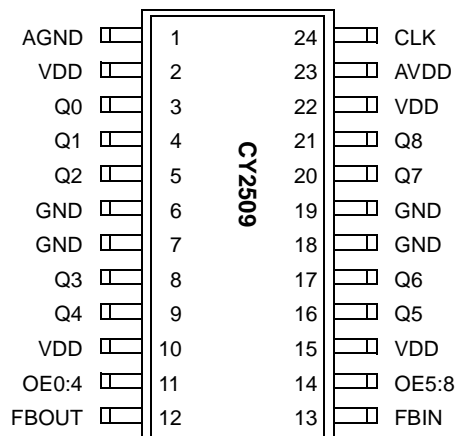 AGND 1 24 CLK
VDD 2 23 AVDD
Q0 3 22 VDD
Q1 4 21 Q8
Q2 5 20 Q7
GND 6 19 GND
GND 7 18 GND
Q3 8 17 Q6
Q4 9 16 Q5
VDD 10 15 VDD
OE0:4 11 14 OE5:8
FBOUT 12 13 FBIN
CY2509